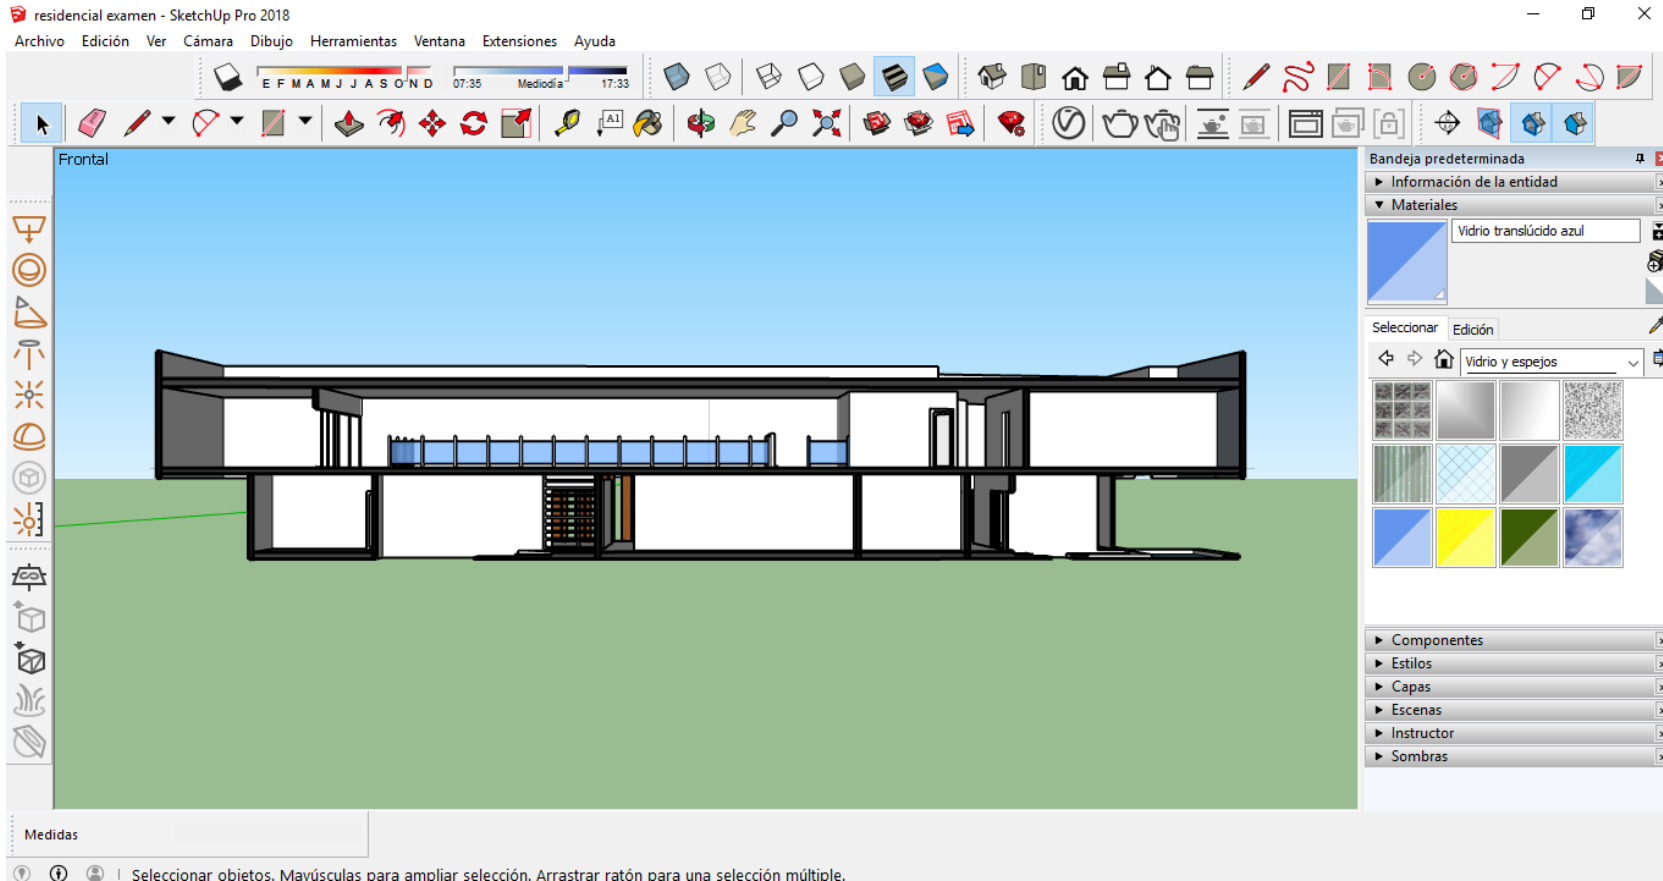 residencial examen - SketchUp Pro 2018
Archivo Edición Ver Cámara Dibujo Herramientas Ventana Extensiones Ayuda
E F M A M J J A S O N D 07:35 Mediodía 17:33
A1
Frontal
Bandeja predeterminada
Información de la entidad
Materiales
Vidrio translúcido azul
Seleccionar Edición
Vidrio y espejos
Componentes
Estilos
Capas
Escenas
Instructor
Sombras
Medidas
Seleccionar objetos. Mayúsculas para ampliar selección. Arrastrar ratón para una selección múltiple.